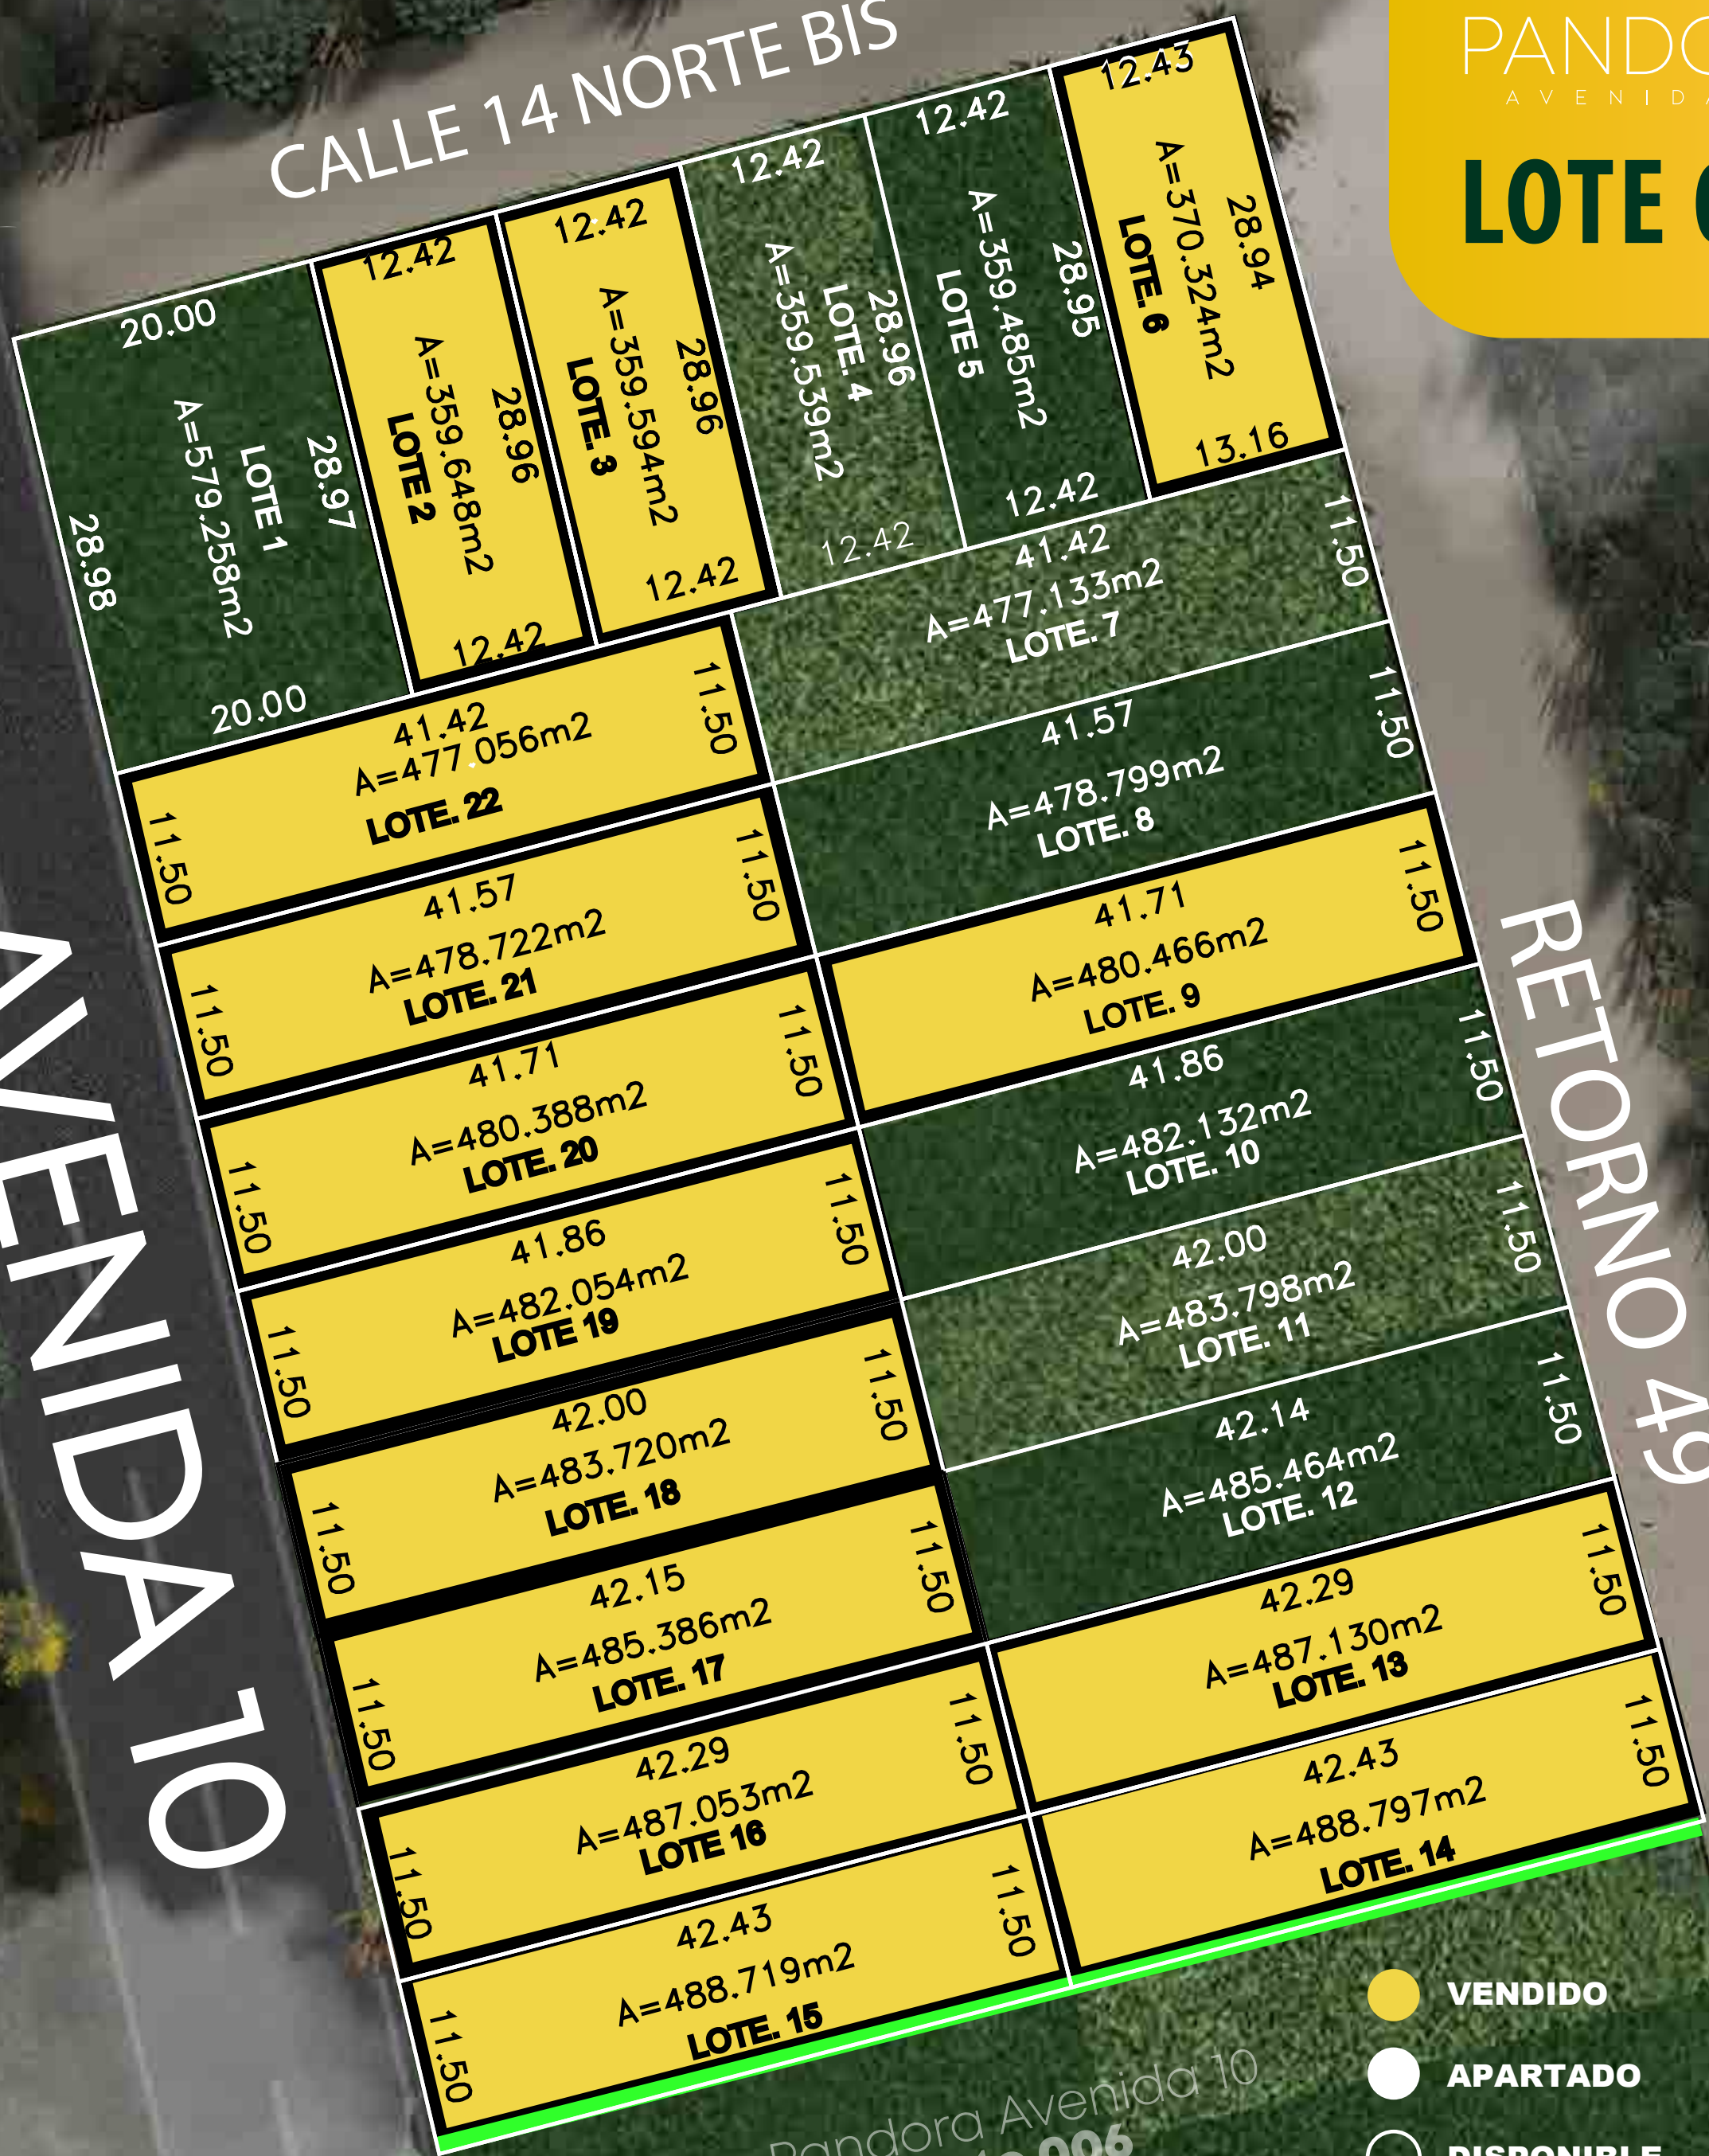 CALLE 14 NORTE BIS
PANDO
AVENIDA
LOTE
20.00
28.98
A=579.258m2
LOTE 1
28.97
20.00
12.42
LOTE 2
A=359.648m2
28.96
12.42
12.42
LOTE. 3
A=359.594m2
28.96
12.42
12.42
A=359.539m2
LOTE. 4
28.96
12.42
12.42
LOTE 5
A=359.485m2
28.95
12.42
12.43
LOTE. 6
A=370.324m2
28.94
13.16
41.42
A=477.133m2
LOTE. 7
11.50
41.57
A=478.799m2
LOTE. 8
11.50
41.71
A=480.466m2
LOTE. 9
11.50
41.86
A=482.132m2
LOTE. 10
11.50
42.00
A=483.798m2
LOTE. 11
11.50
42.14
A=485.464m2
LOTE. 12
11.50
42.29
A=487.130m2
LOTE. 13
11.50
42.43
A=488.797m2
LOTE. 14
11.50
41.42
A=477.056m2
LOTE. 22
11.50
11.50
41.57
A=478.722m2
LOTE. 21
11.50
11.50
41.71
A=480.388m2
LOTE. 20
11.50
11.50
41.86
A=482.054m2
LOTE 19
11.50
11.50
42.00
A=483.720m2
LOTE. 18
11.50
11.50
42.15
A=485.386m2
LOTE. 17
11.50
11.50
42.29
A=487.053m2
LOTE 16
11.50
11.50
42.43
A=488.719m2
LOTE. 15
11.50
11.50
AVENIDA 10
RETORNO 49
Pandora Avenida 10
006
VENDIDO
APARTADO
DISPONIBLE